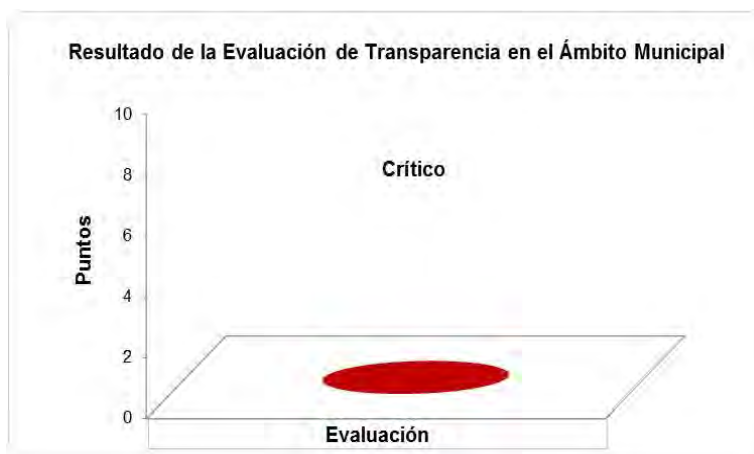 Resultado de la Evaluación de Transparencia en el Ámbito Municipal
10
Crítico
8
6
Puntos
4
2
0
Evaluación